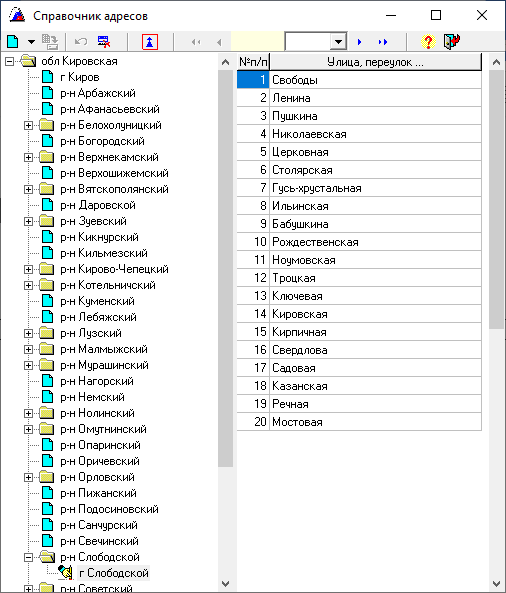 Справочник адресов
?
обл Кировская
г Киров
р-н Арбажский
р-н Афанасьевский
р-н Белохолуницкий
р-н Богородский
р-н Верхнекамский
р-н Верхошижемский
р-н Вятскополянский
р-н Даровской
р-н Зуевский
р-н Кикнурский
р-н Кильмезский
р-н Кирово-Чепецкий
р-н Котельничский
р-н Куменский
р-н Лебяжский
р-н Лузский
р-н Малмыжский
р-н Мурашинский
р-н Нагорский
р-н Немский
р-н Нолинский
р-н Омутнинский
р-н Опаринский
р-н Оричевский
р-н Орловский
р-н Пижанский
р-н Подосиновский
р-н Санчурский
р-н Свечинский
р-н Слободской
г Слободской
р-н Советский
№п/п Улица, переулок ...
1 Свободы
2 Ленина
3 Пушкина
4 Николаевская
5 Церковная
6 Столярская
7 Гусь-хрустальная
8 Ильинская
9 Бабушкина
10 Рождественская
11 Ноумовская
12 Троцкая
13 Ключевая
14 Кировская
15 Кирпичная
16 Свердлова
17 Садовая
18 Казанская
19 Речная
20 Мостовая